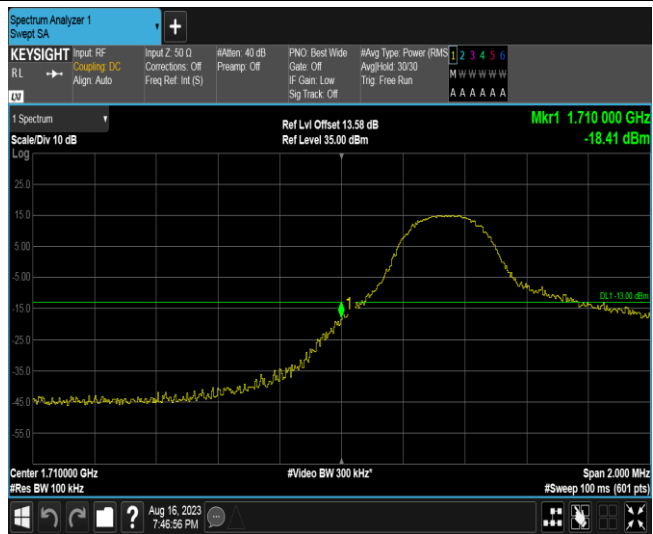 Spectrum Analyzer 1
Swept SA
+
KEYSIGHT
RL
LXI
Input: RF
Coupling: DC
Align: Auto
Input Z: 50 Ω
Corrections: Off
Freq Ref: Int (S)
#Atten: 40 dB
Preamp: Off
PNO: Best Wide
Gate: Off
IF Gain: Low
Sig Track: Off
#Avg Type: Power (RMS
Avg|Hold: 30/30
Trig: Free Run
1 2 3 4 5 6
M W W W W W
A A A A A A
1 Spectrum
Scale/Div 10 dB
Ref Lvl Offset 13.58 dB
Ref Level 35.00 dBm
Mkr1 1.710 000 GHz
-18.41 dBm
Log
25.0
15.0
5.00
-5.00
-15.0
-25.0
-35.0
-45.0
-55.0
1
DL1 -13.00 dBm
Center 1.710000 GHz
#Res BW 100 kHz
#Video BW 300 kHz*
Span 2.000 MHz
#Sweep 100 ms (601 pts)
?
Aug 16, 2023
7:46:56 PM